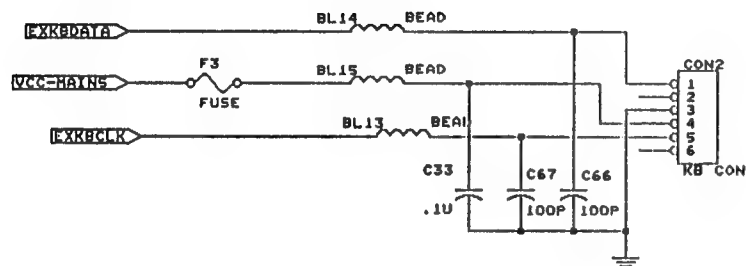 BL14 BEAD
EXKBDATA
F3
CON2
BL15 BEAD
VCC-MAINS
1
2
FUSE
3
4
BL13 BEAD
EXKBCLK
5
6
C33 C67 C66
KB CON
.1U 100P 100P